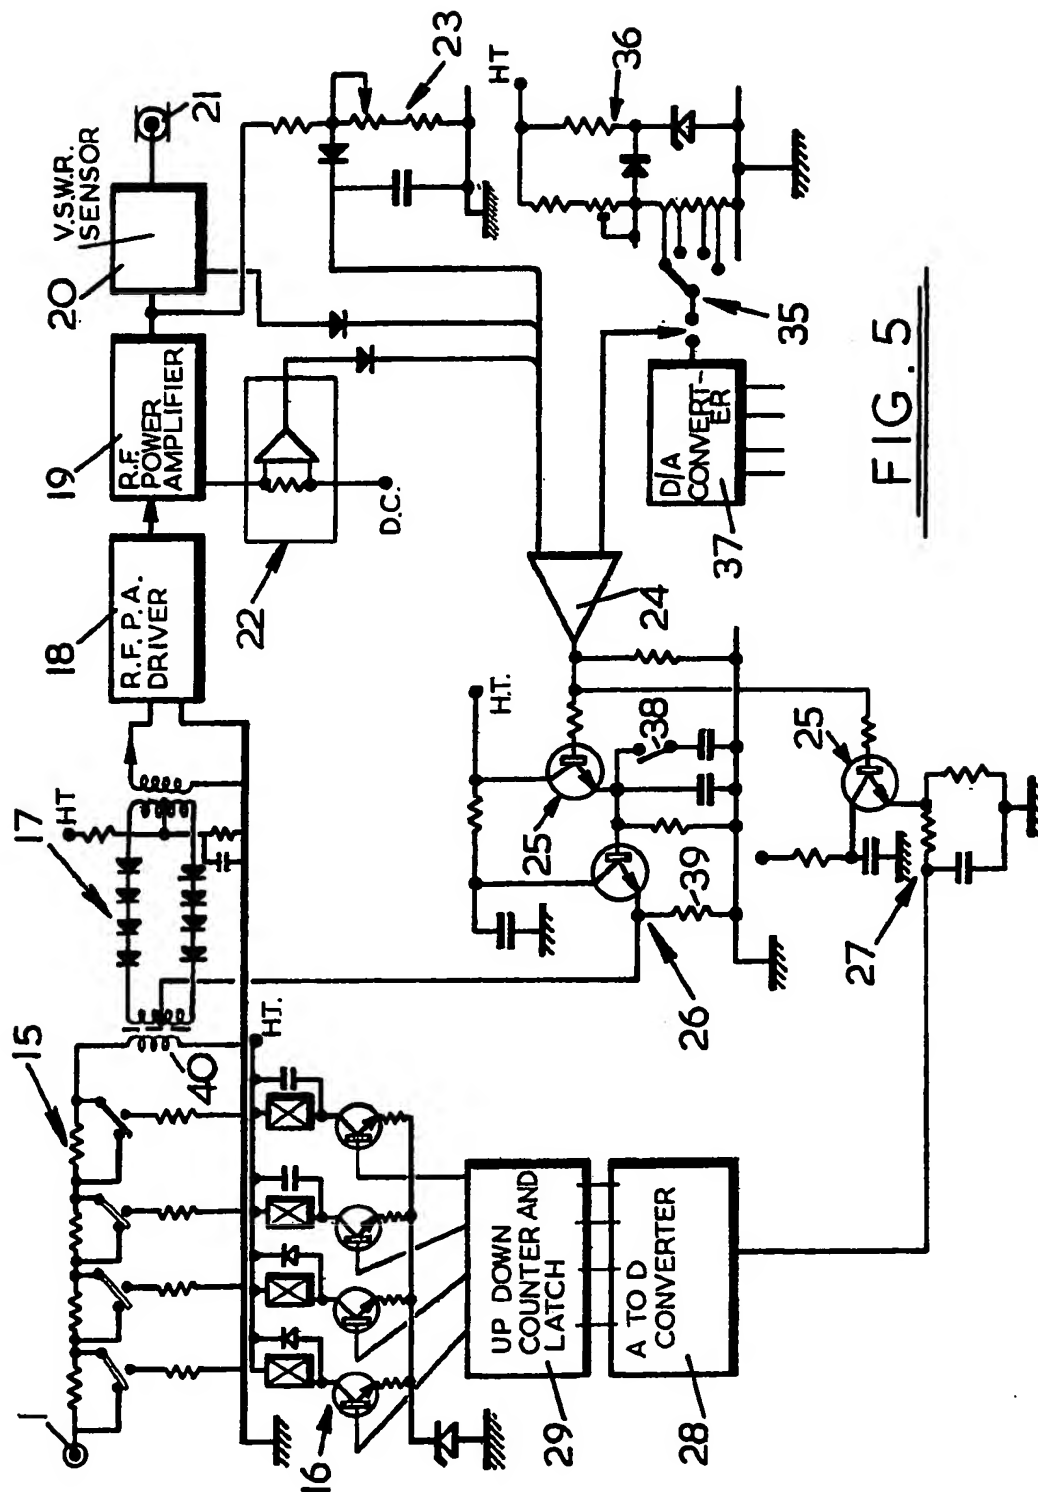 1
15
40
17
HT
18
R.F. P.A.
DRIVER
19
R.F.
POWER
AMPLIFIER
20
V.S.W.R.
SENSOR
21
22
D.C.
23
HT
36
35
D/A
CONVERT-
ER
37
24
H.T.
25
38
39
26
25
27
H.T.
16
UP DOWN
COUNTER AND
LATCH
29
A TO D
CONVERTER
28
FIG. 5